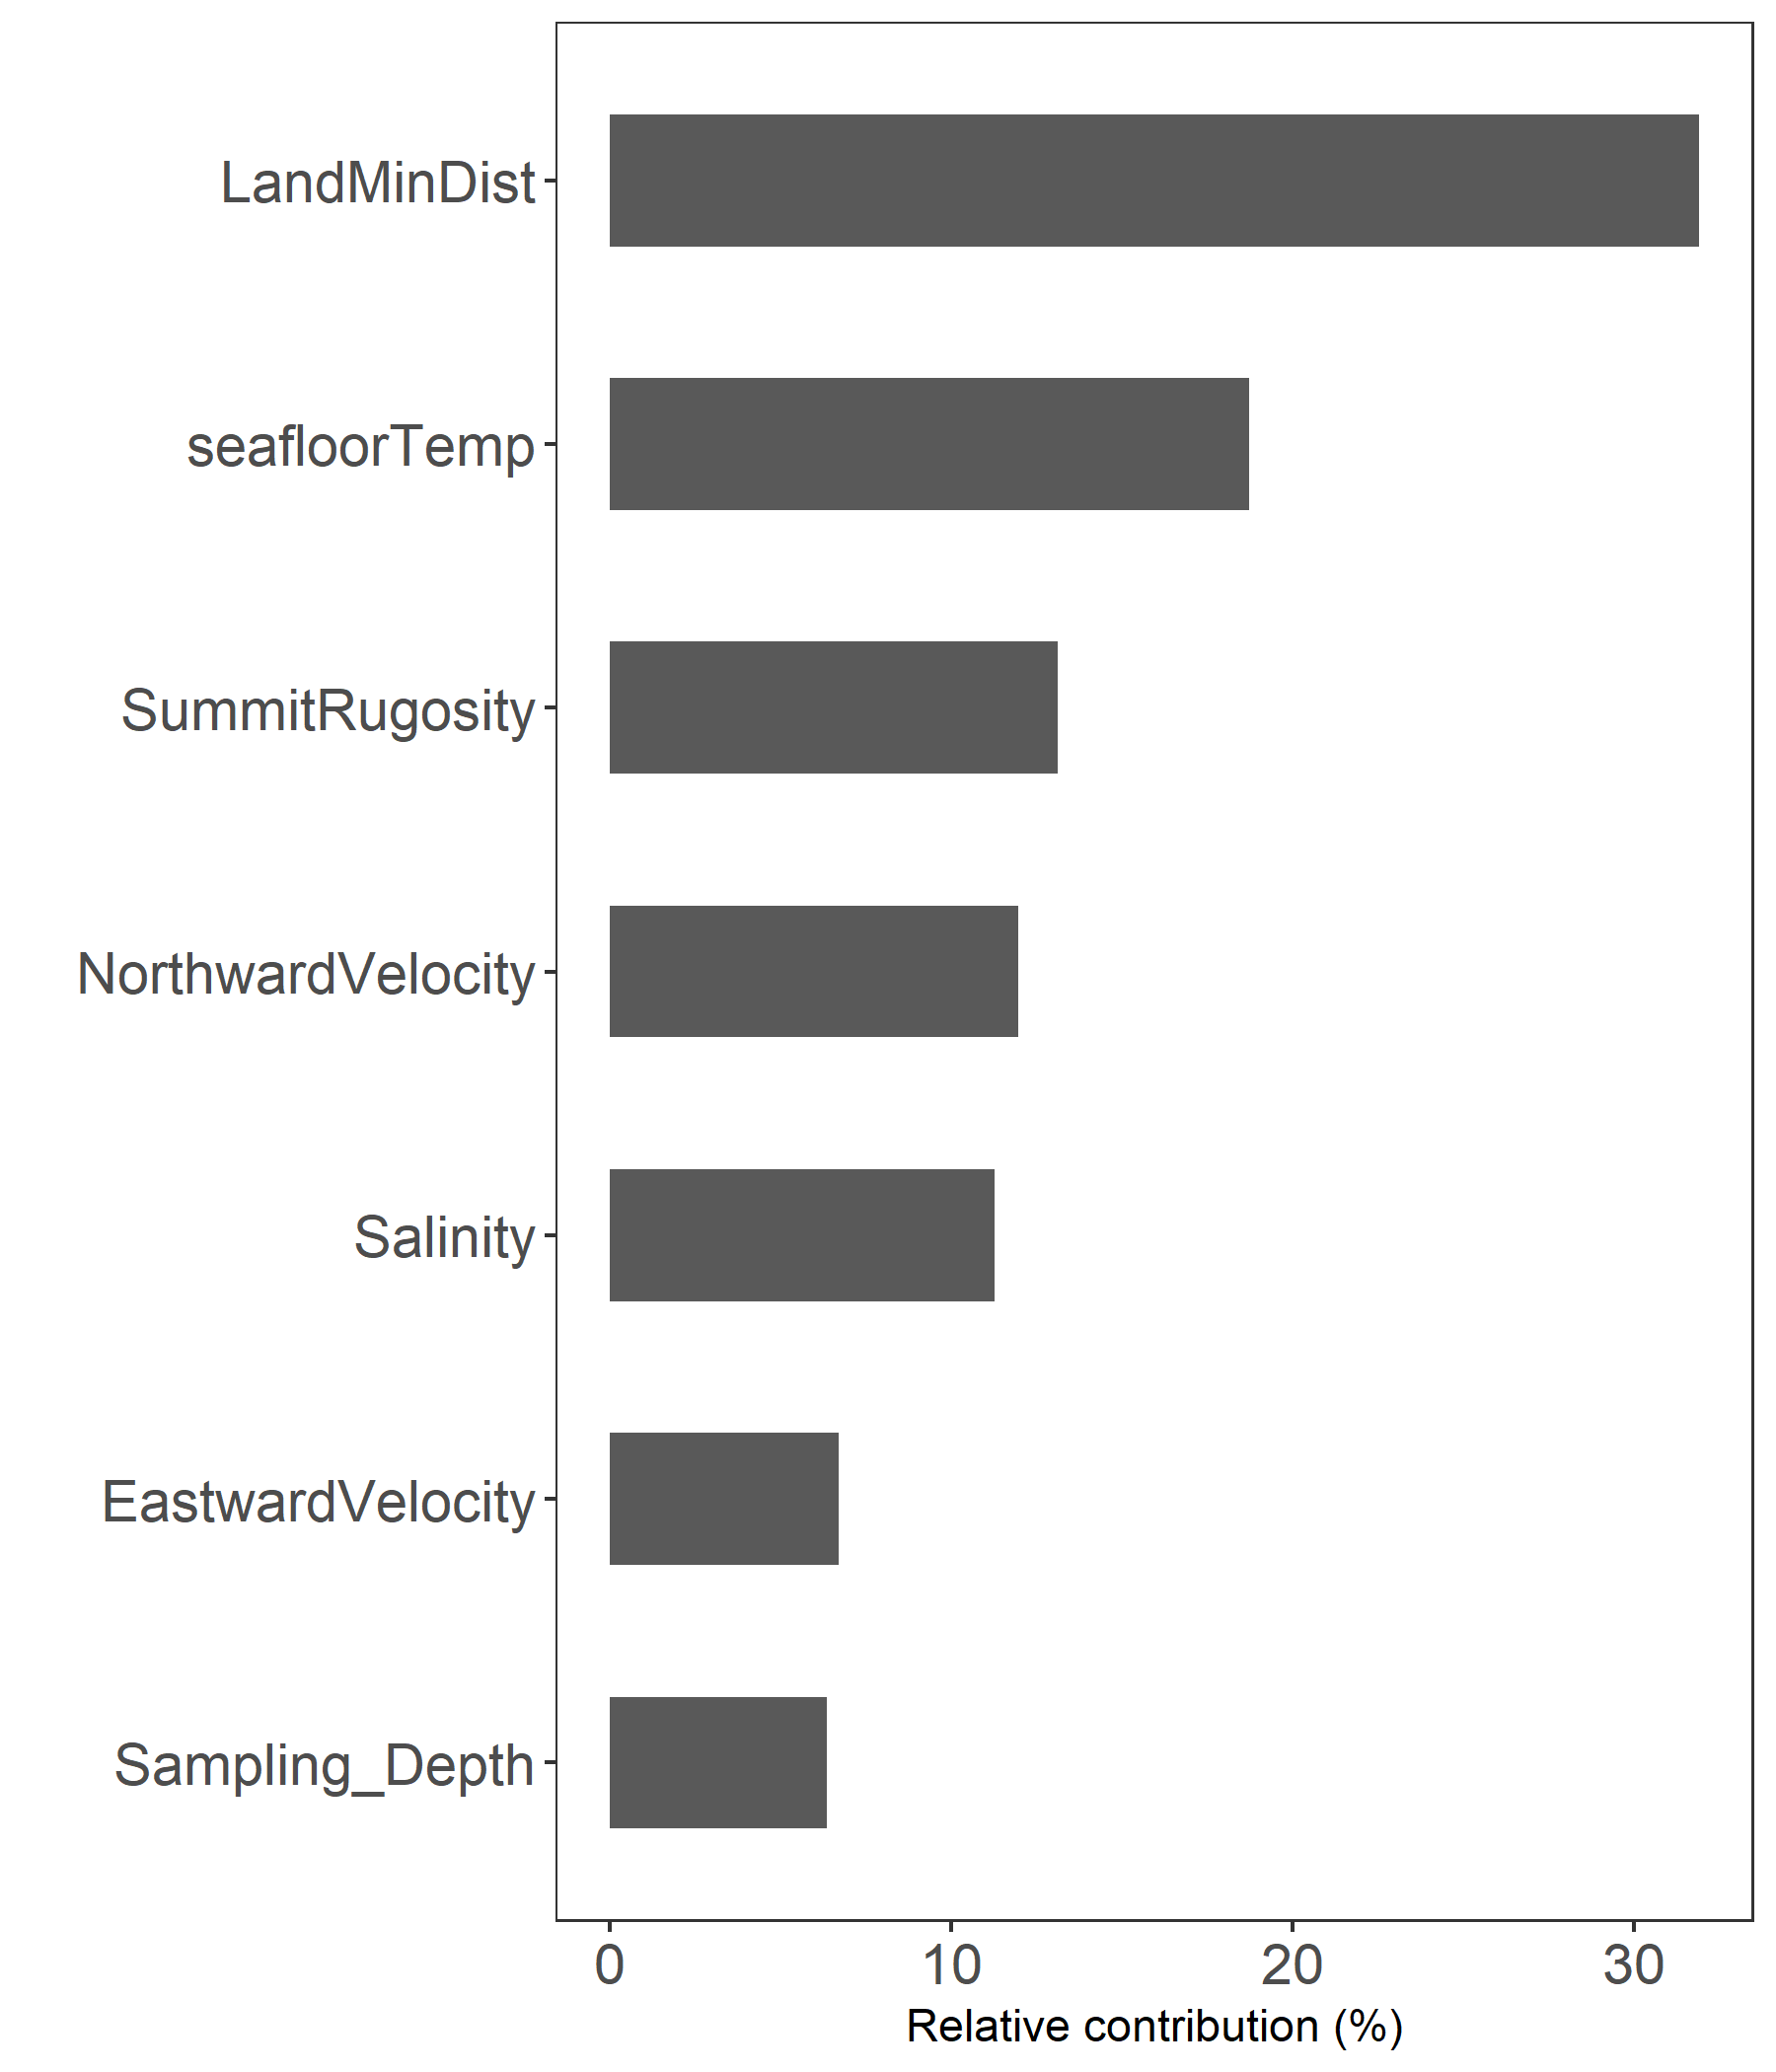 LandMinDist
seafloorTemp
SummitRugosity
NorthwardVelocity
Salinity
EastwardVelocity
Sampling_Depth
0 10 20 30
Relative contribution (%)